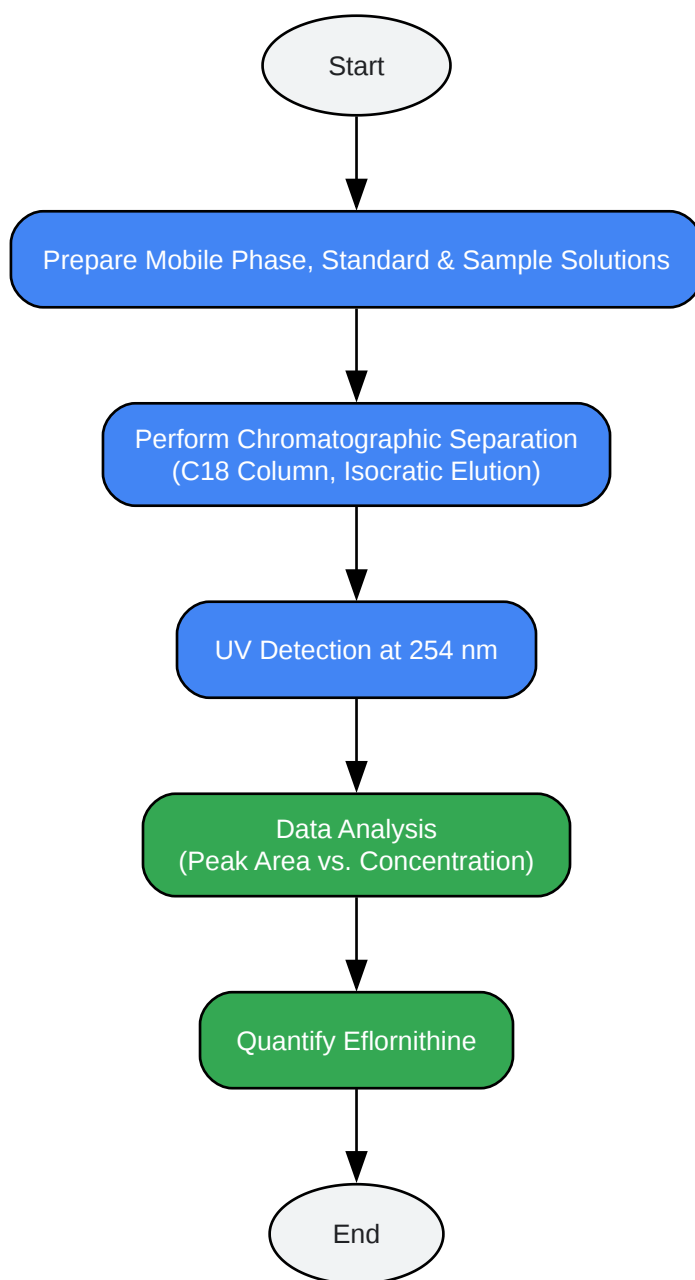 Start
Prepare Mobile Phase, Standard & Sample Solutions
Perform Chromatographic Separation
(C18 Column, Isocratic Elution)
UV Detection at 254 nm
Data Analysis
(Peak Area vs. Concentration)
Quantify Eflornithine
End